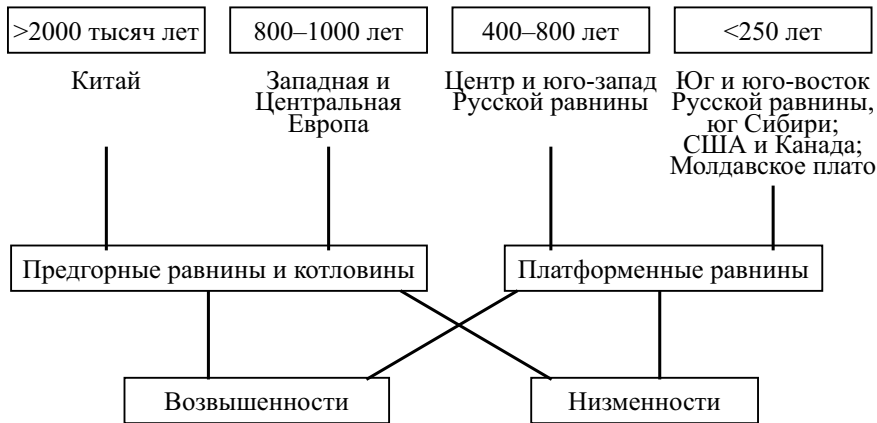 >2000 тысяч лет
800–1000 лет
400–800 лет
<250 лет
Китай
Западная и
Центральная
Европа
Центр и юго-запад
Русской равнины
Юг и юго-восток
Русской равнины,
юг Сибири;
США и Канада;
Молдавское плато
Предгорные равнины и котловины
Платформенные равнины
Возвышенности
Низменности